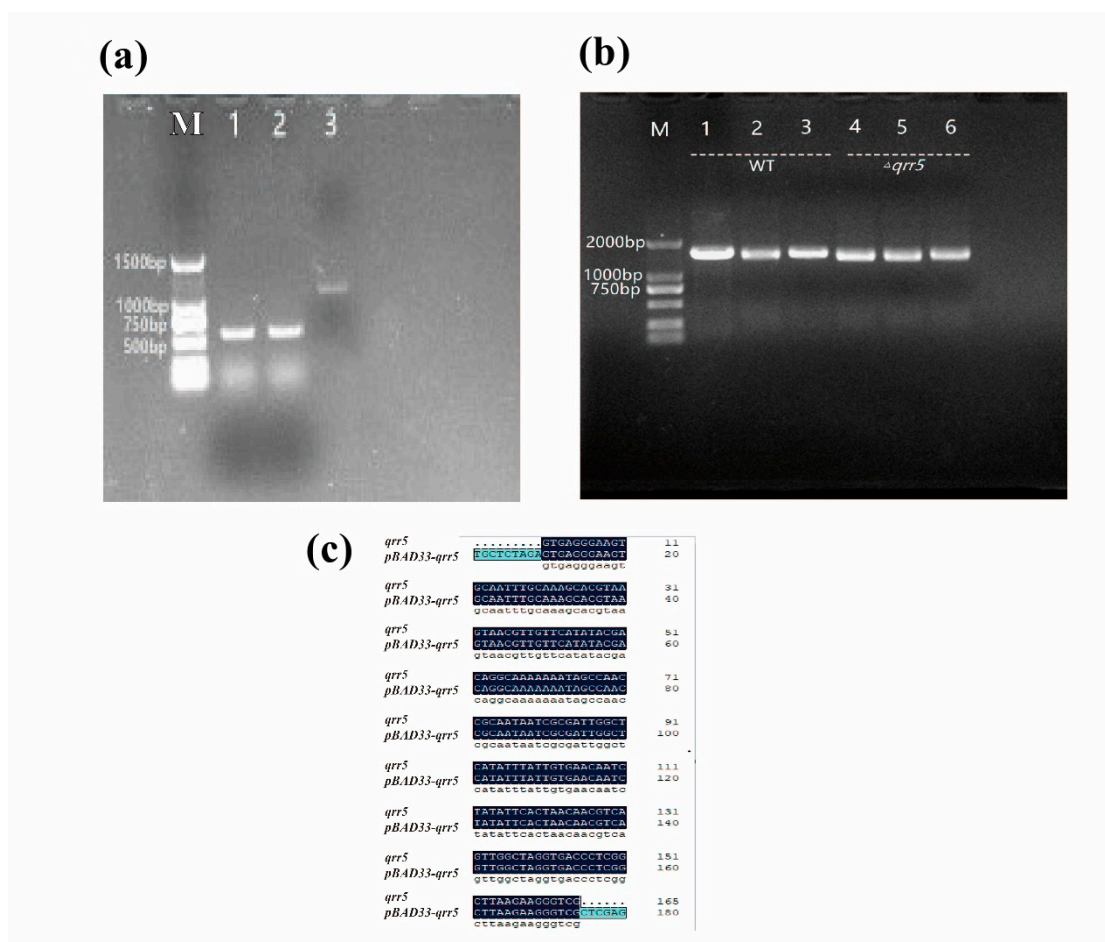 (a)
M 1 2 3
1500bp
1000bp
750bp
500bp
(b)
M 1 2 3 4 5 6
WT △qrr5
2000bp
1000bp
750bp
(c)
qrr5 .........GTGAGGGAAGT 11
pBAD33-qrr5 TGCTCTAGAGTGAGGGAAGT 20
gtgagggaagt
qrr5 GCAATTTGCAAAGCACGTAA 31
pBAD33-qrr5 GCAATTTGCAAAGCACGTAA 40
gcaatttgcaaagcacgtaa
qrr5 GTAACGTTGTTCATATACGA 51
pBAD33-qrr5 GTAACGTTGTTCATATACGA 60
gtaacgttgttcatatacga
qrr5 CAGGCAAAAAAATAGCCAAC 71
pBAD33-qrr5 CAGGCAAAAAAATAGCCAAC 80
caggcaaaaaaatagccaac
qrr5 CGCAATAATCGCGATTGGCT 91
pBAD33-qrr5 CGCAATAATCGCGATTGGCT 100
cgcaataatcgcgattggct
qrr5 CATATTTATTGTGAACAATC 111
pBAD33-qrr5 CATATTTATTGTGAACAATC 120
catatttattgtgaacaatc
qrr5 TATATTCACTAACAACGTCA 131
pBAD33-qrr5 TATATTCACTAACAACGTCA 140
tatattcactaacaacgtca
qrr5 GTTGGCTAGGTGACCCTCGG 151
pBAD33-qrr5 GTTGGCTAGGTGACCCTCGG 160
gttggctaggtgaccctcgg
qrr5 CTTAAGAAGGGTCG...... 165
pBAD33-qrr5 CTTAAGAAGGGTCGCTCGAG 180
cttaagaagggtcg